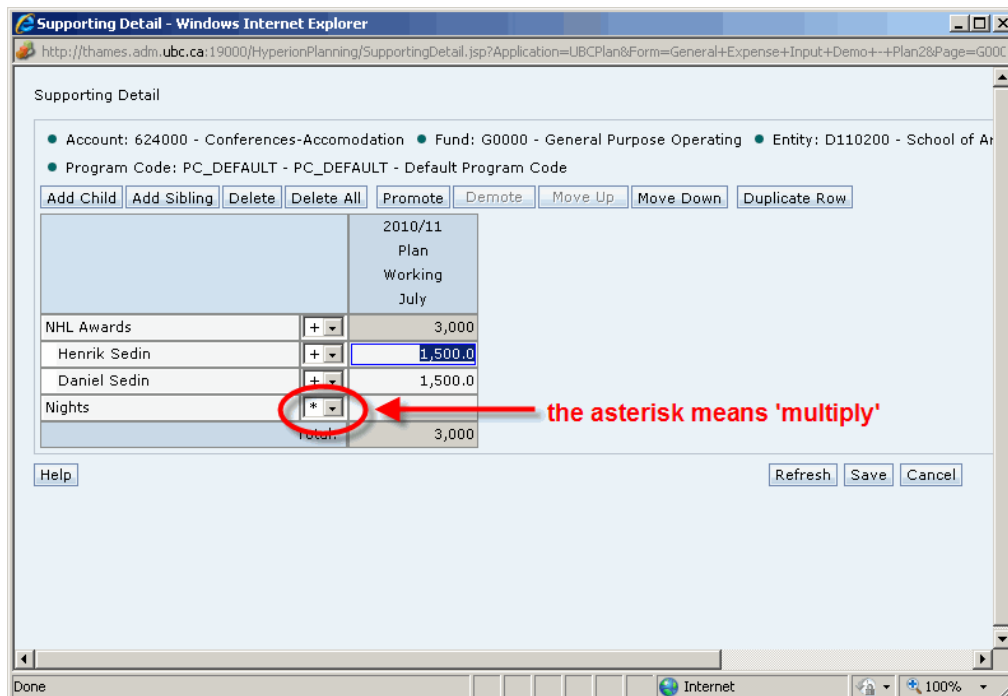 Supporting Detail - Windows Internet Explorer
http://thames.adm.ubc.ca:19000/HyperionPlanning/SupportingDetail.jsp?Application=UBCPlan&Form=General+Expense+Input+Demo+-+Plan2&Page=G000
Supporting Detail
Account: 624000 - Conferences-Accomodation Fund: G0000 - General Purpose Operating Entity: D110200 - School of Ar
Program Code: PC_DEFAULT - PC_DEFAULT - Default Program Code
Add Child Add Sibling Delete Delete All Promote Demote Move Up Move Down Duplicate Row
2010/11
Plan
Working
July
NHL Awards + 3,000
Henrik Sedin + 1,500.0
Daniel Sedin + 1,500.0
Nights * the asterisk means 'multiply'
Total: 3,000
Help Refresh Save Cancel
Done Internet 100%